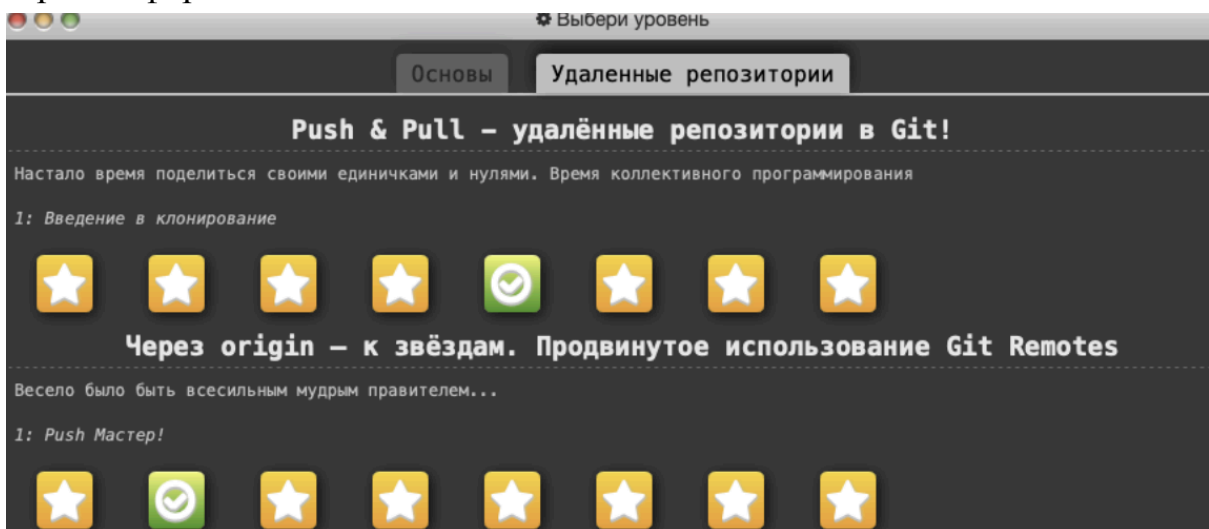 Выбери уровень
Основы
Удаленные репозитории
Push & Pull — удалённые репозитории в Git!
Настало время поделиться своими единичками и нулями. Время коллективного программирования
1: Введение в клонирование
Через origin — к звёздам. Продвинутое использование Git Remotes
Весело было быть всесильным мудрым правителем...
1: Push Мастер!